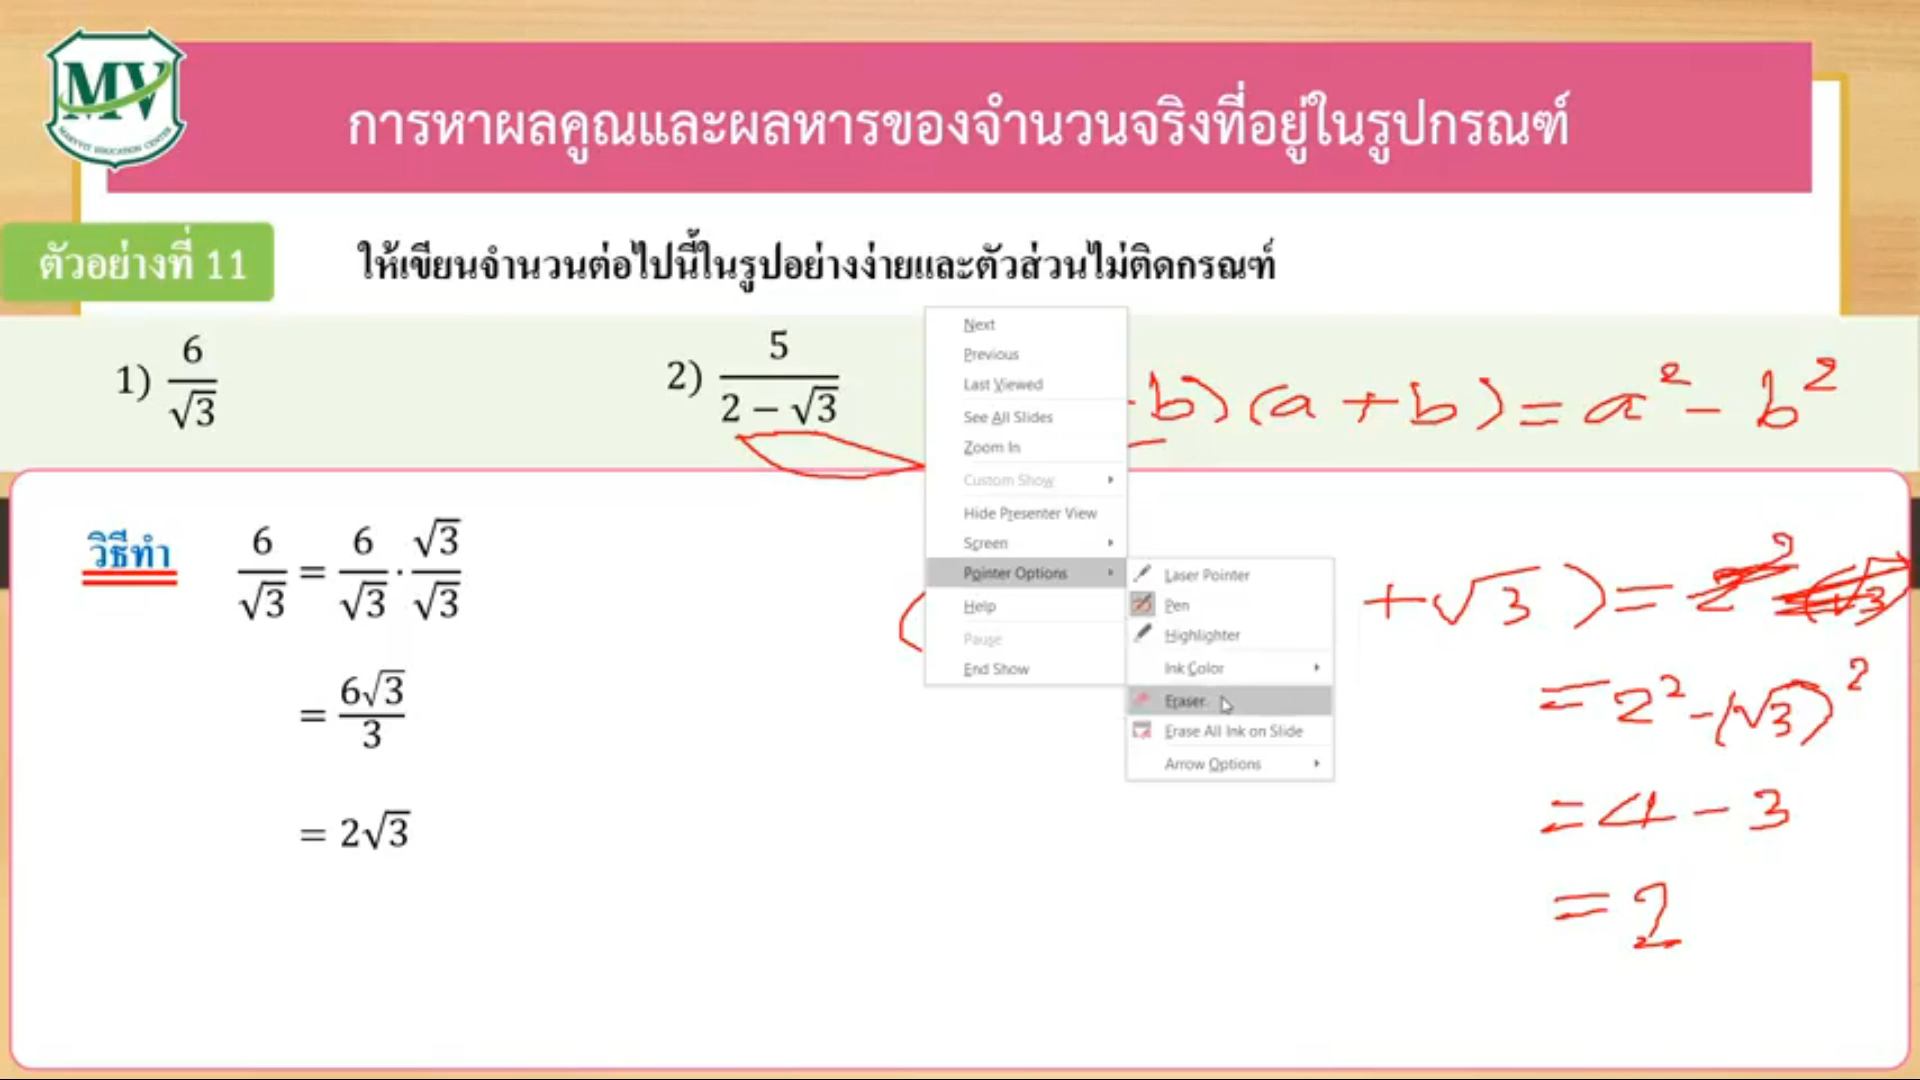 MV
MARVVIT EDUCATION CENTER
การหาผลคูณและผลหารของจำนวนจริงที่อยู่ในรูปกรณฑ์
ตัวอย่างที่ 11 ให้เขียนจำนวนต่อไปนี้ในรูปอย่างง่ายและตัวส่วนไม่ติดกรณฑ์
1) 6/√3
2) 5/(2 − √3)
-b)(a+b)=a²-b²
วิธีทำ 6/√3 = 6/√3 · √3/√3
= 6√3/3
= 2√3
(
+√3)=
=2²-(√3)²
=4-3
=2
Next
Previous
Last Viewed
See All Slides
Zoom In
Custom Show
Hide Presenter View
Screen
Pointer Options
Help
Pause
End Show
Laser Pointer
Pen
Highlighter
Ink Color
Eraser
Erase All Ink on Slide
Arrow Options